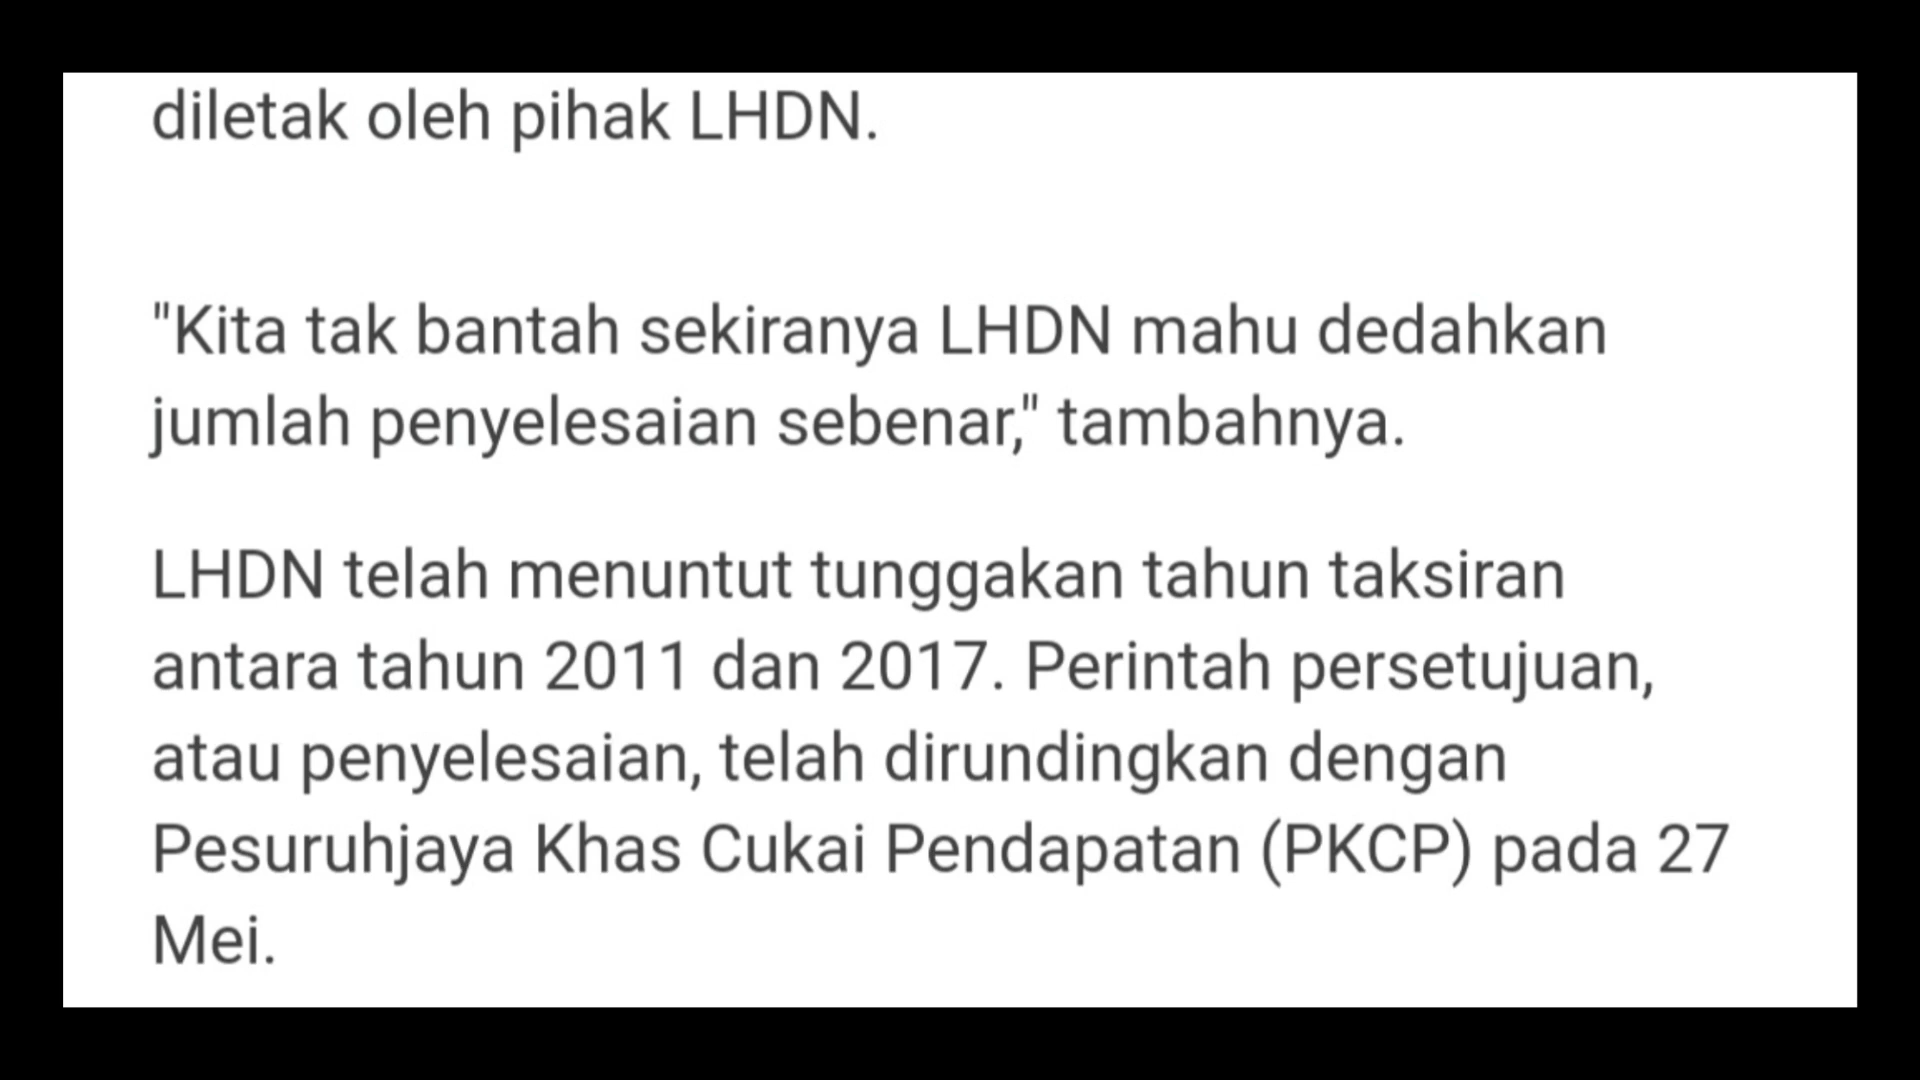 diletak oleh pihak LHDN.
"Kita tak bantah sekiranya LHDN mahu dedahkan
jumlah penyelesaian sebenar," tambahnya.
LHDN telah menuntut tunggakan tahun taksiran
antara tahun 2011 dan 2017. Perintah persetujuan,
atau penyelesaian, telah dirundingkan dengan
Pesuruhjaya Khas Cukai Pendapatan (PKCP) pada 27
Mei.